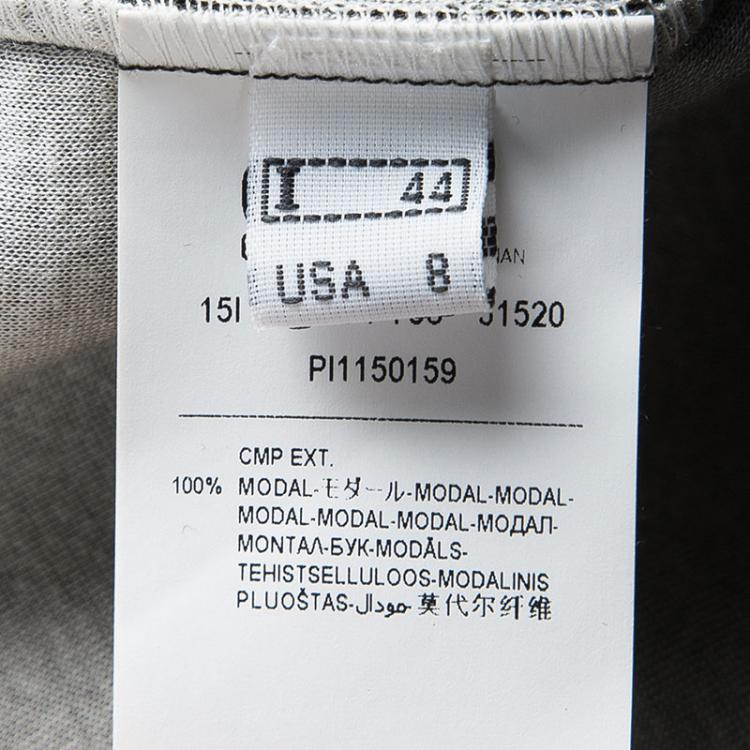 I 44
USA 8
15I 31520
PI1150159
CMP EXT.
100% MODAL-モダール-MODAL-MODAL-
MODAL-MODAL-MODAL-МОДАЛ-
МОНТАЛ-БУК-MODĀLS-
TEHISTSELLULOOS-MODALINIS
PLUOŠTAS-مودال-莫代尔纤维